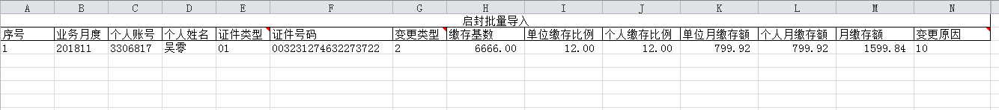 A B C D E F G H I J K L M N
启封批量导入
序号 业务月度 个人账号 个人姓名 证件类型 证件号码 变更类型 缴存基数 单位缴存比例 个人缴存比例 单位月缴存额 个人月缴存额 月缴存额 变更原因
1 201811 3306817 吴零 01 003231274632273722 2 6666.00 12.00 12.00 799.92 799.92 1599.84 10